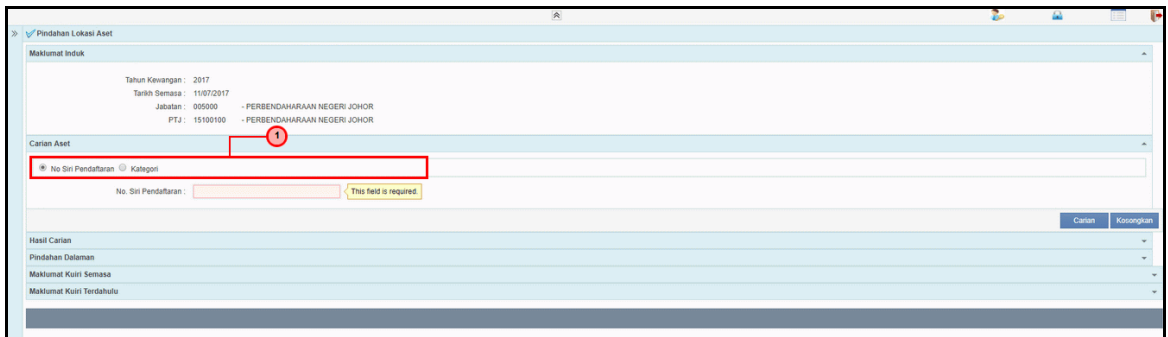 Pindahan Lokasi Aset
Maklumat Induk
Tahun Kewangan : 2017
Tarikh Semasa : 11/07/2017
Jabatan : 005000 - PERBENDAHARAAN NEGERI JOHOR
PTJ : 15100100 - PERBENDAHARAAN NEGERI JOHOR
1
Carian Aset
No Siri Pendaftaran Kategori
No. Siri Pendaftaran : This field is required.
Carian Kosongkan
Hasil Carian
Pindahan Dalaman
Maklumat Kuiri Semasa
Maklumat Kuiri Terdahulu